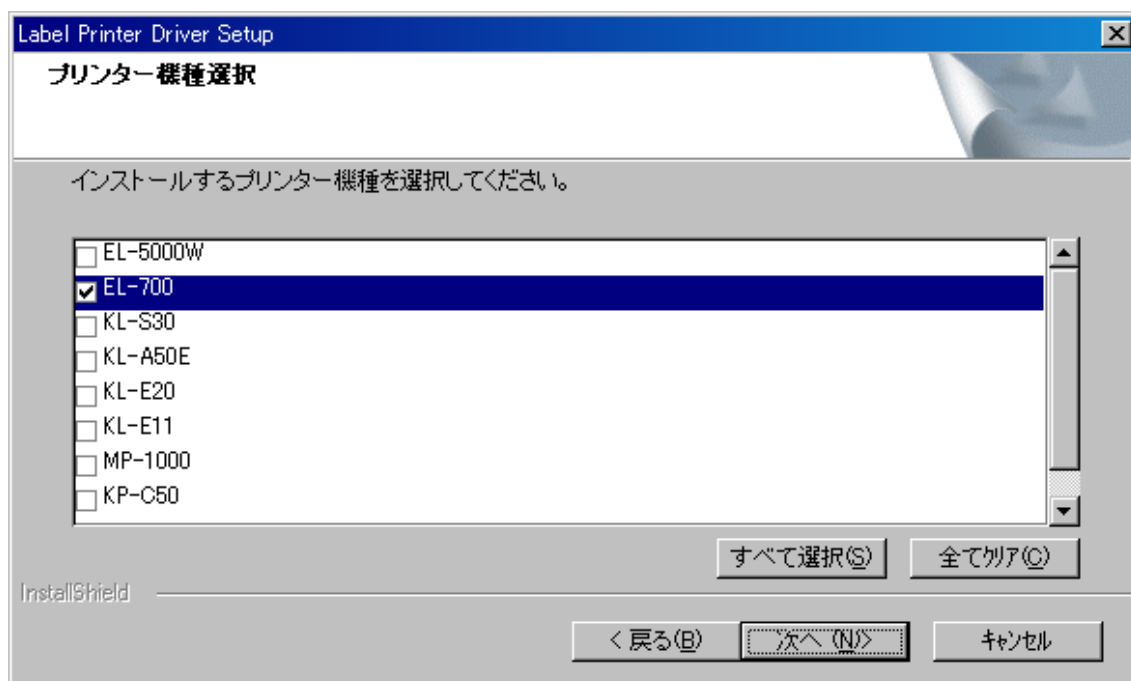 Label Printer Driver Setup
プリンター機種選択
インストールするプリンター機種を選択してください。
EL-5000W
EL-700
KL-S30
KL-A50E
KL-E20
KL-E11
MP-1000
KP-C50
すべて選択(S) 全てクリア(C)
InstallShield
< 戻る(B) 次へ (N)> キャンセル